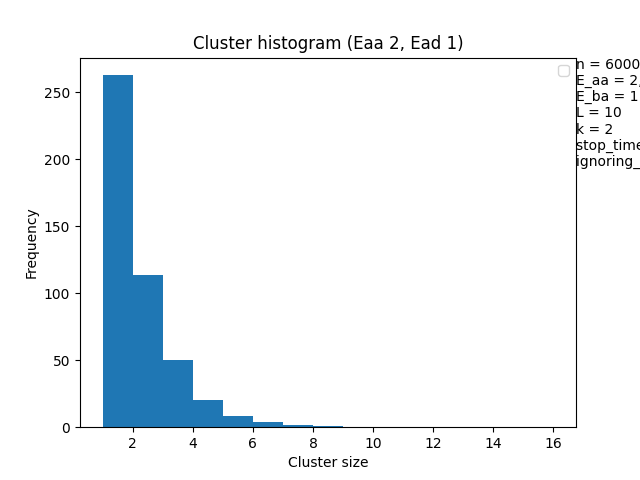 Cluster histogram (Eaa 2, Ead 1)
n = 6000
E_aa = 2,
E_ba = 1
L = 10
k = 2
stop_time
ignoring_
Frequency
250
200
150
100
50
0
2 4 6 8 10 12 14 16
Cluster size